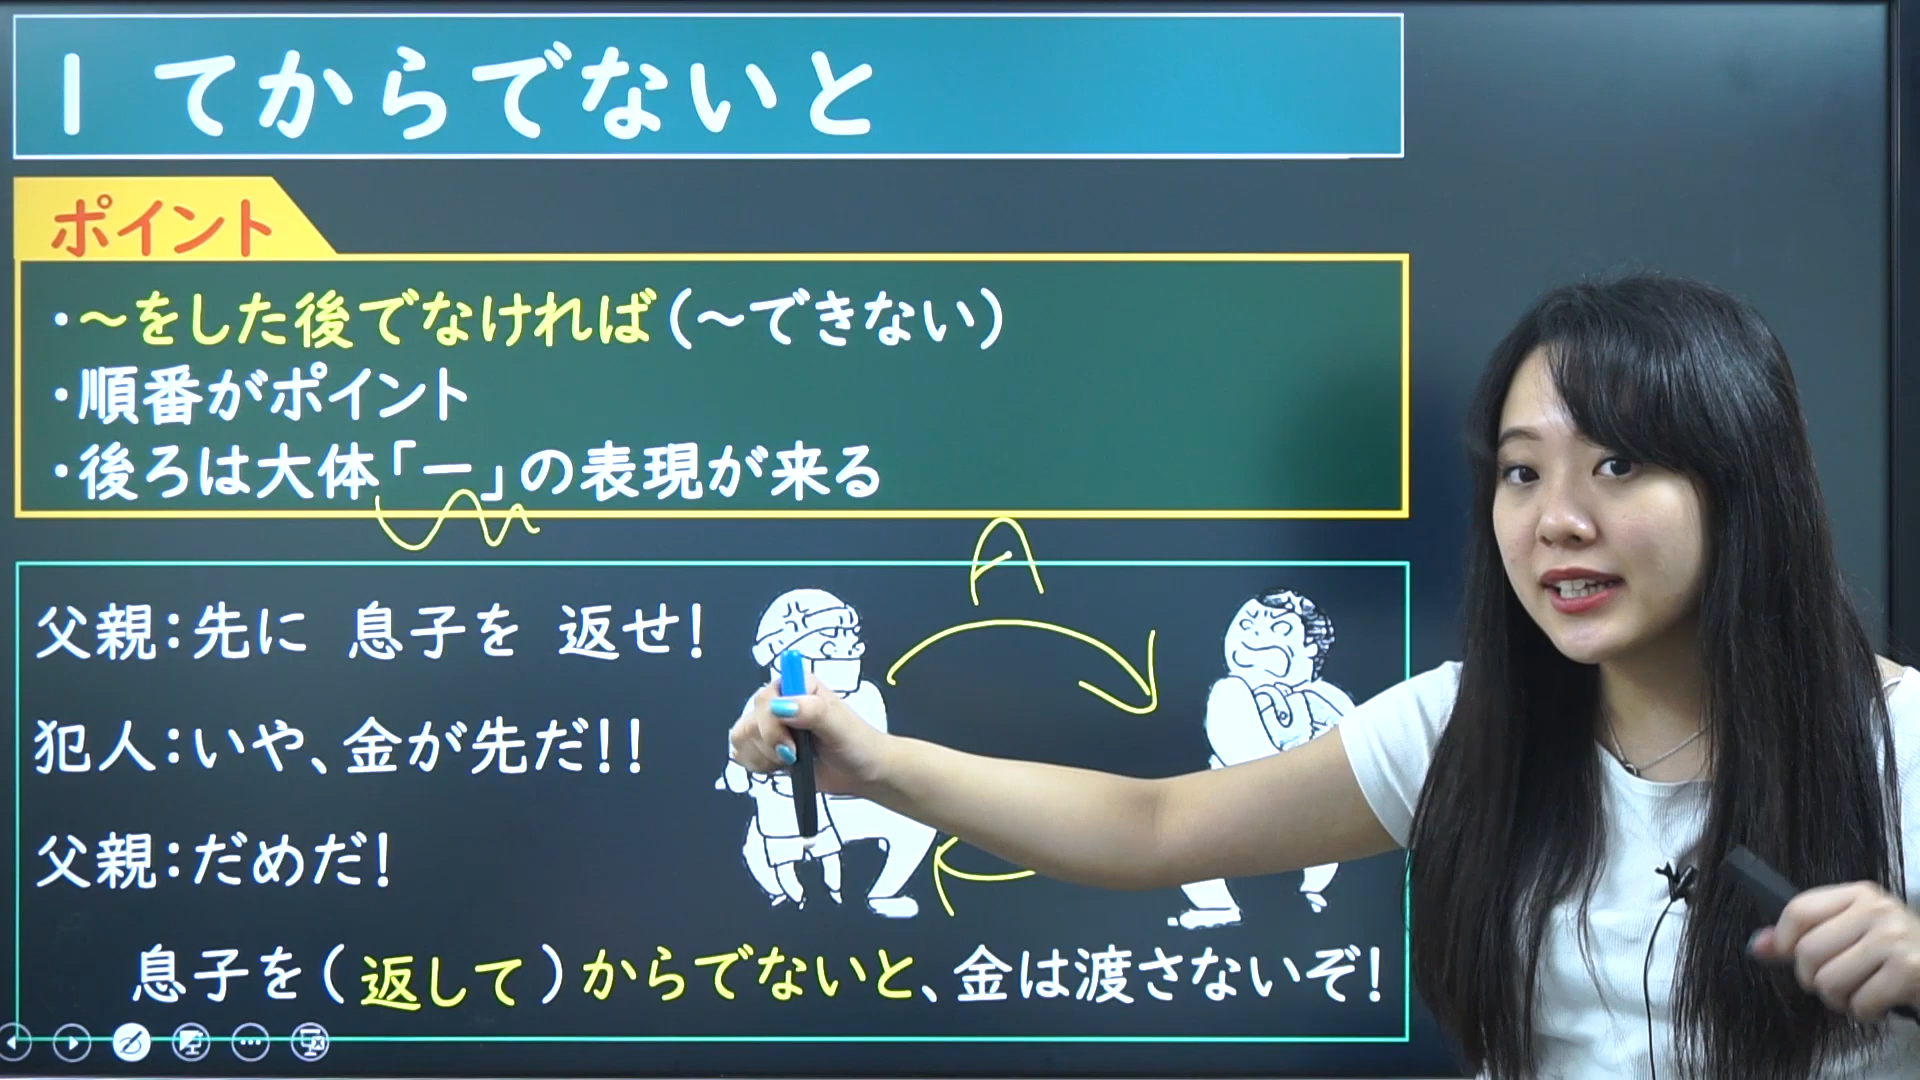 1 てからでないと
ポイント
・～をした後でなければ(～できない)
・順番がポイント
・後ろは大体「ー」の表現が来る
A
父親：先に 息子を 返せ!
犯人：いや、金が先だ!!
父親：だめだ!
息子を(返して)からでないと、金は渡さないぞ!